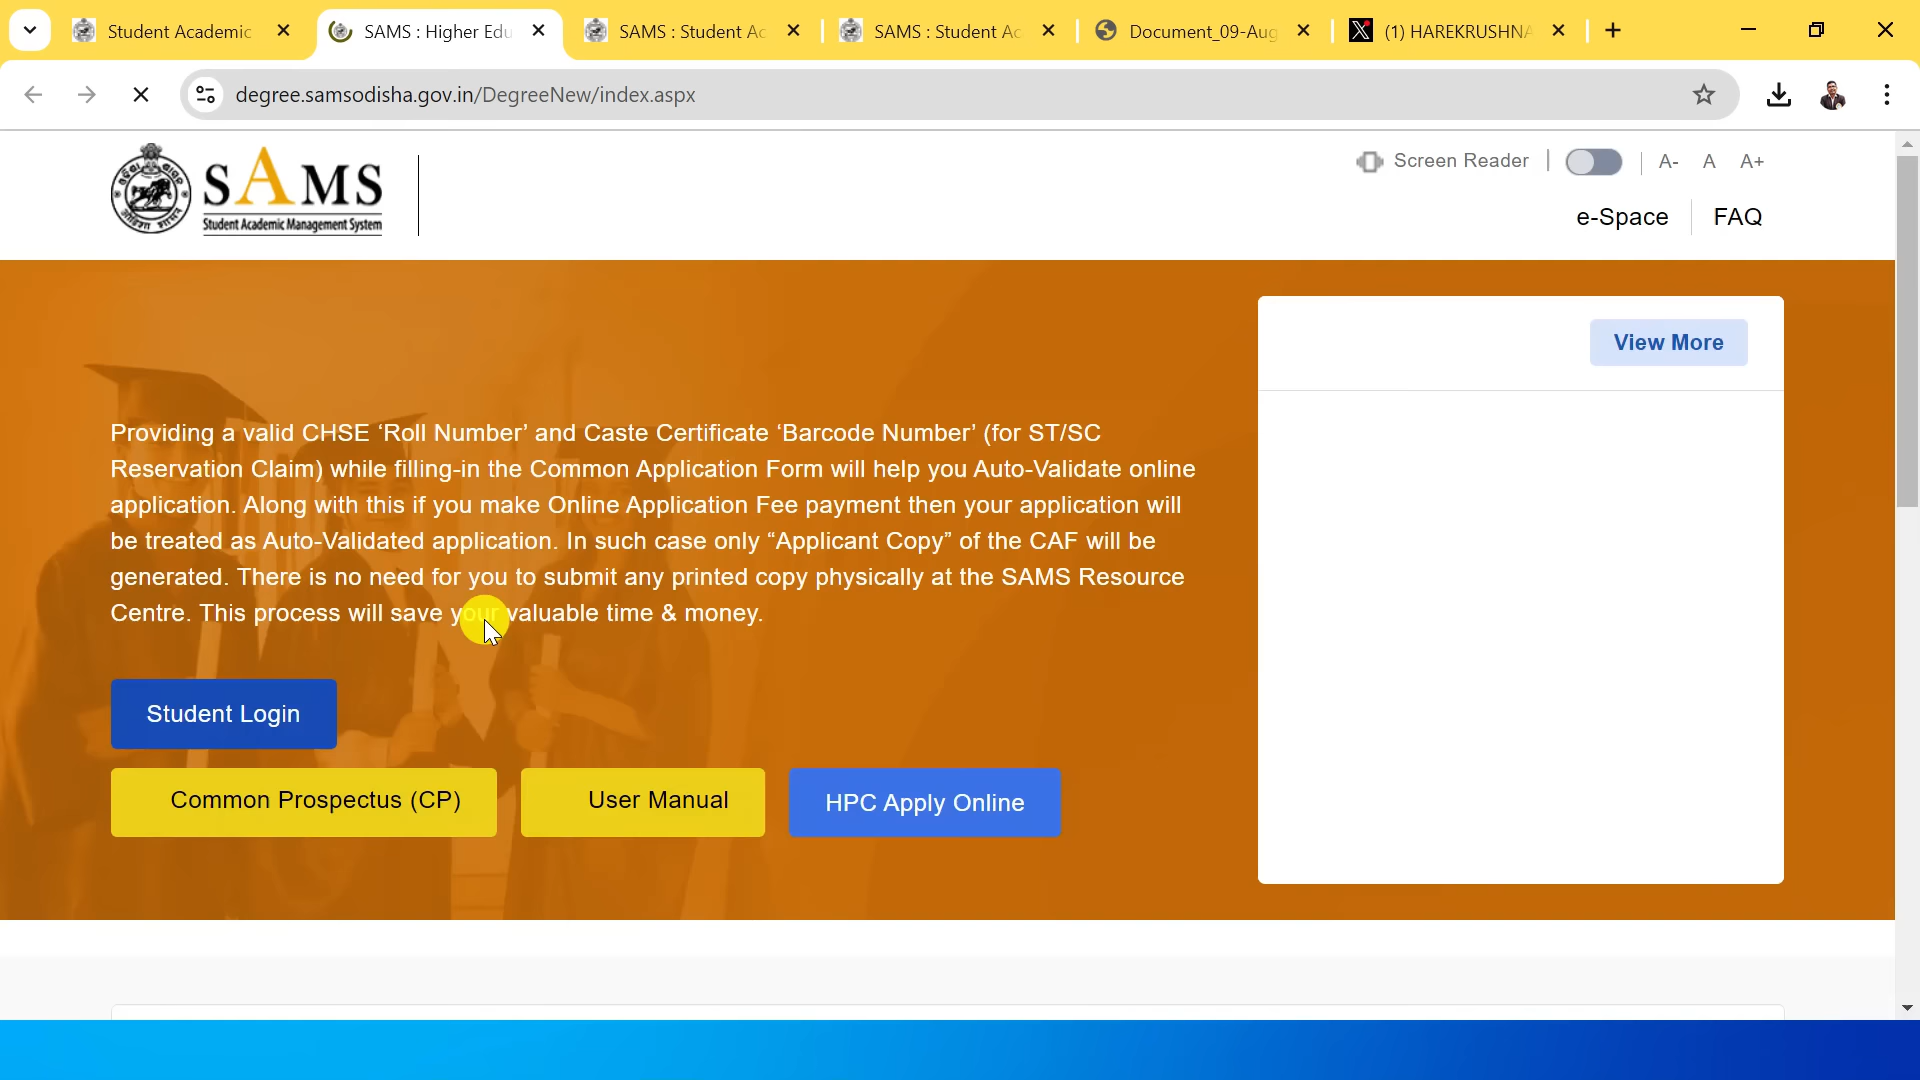 Student Academic
SAMS : Higher Edu
SAMS : Student Ac
SAMS : Student Ac
Document_09-Aug
(1) HAREKRUSHNA
degree.samsodisha.gov.in/DegreeNew/index.aspx
SAMS
Student Academic Management System
Screen Reader
A-
A
A+
e-Space
FAQ
View More
Providing a valid CHSE ‘Roll Number’ and Caste Certificate ‘Barcode Number’ (for ST/SC
Reservation Claim) while filling-in the Common Application Form will help you Auto-Validate online
application. Along with this if you make Online Application Fee payment then your application will
be treated as Auto-Validated application. In such case only “Applicant Copy” of the CAF will be
generated. There is no need for you to submit any printed copy physically at the SAMS Resource
Centre. This process will save your valuable time & money.
Student Login
Common Prospectus (CP)
User Manual
HPC Apply Online